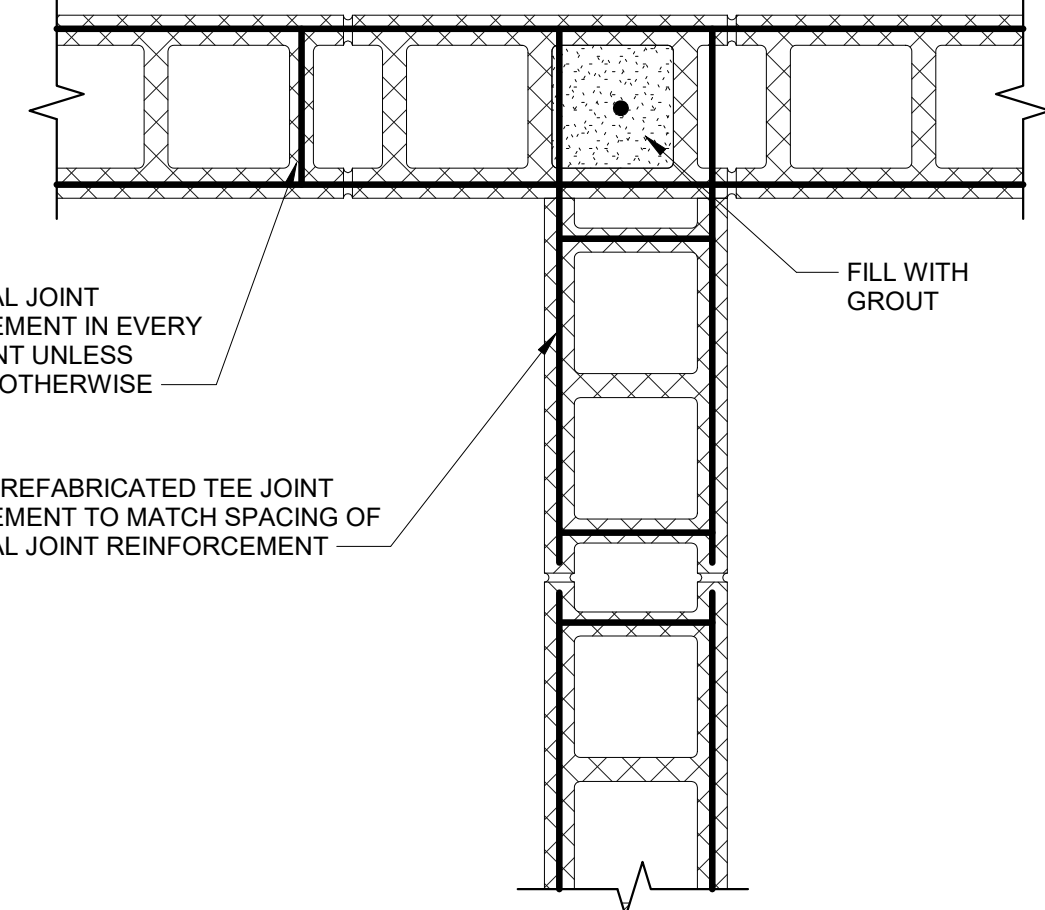 AL JOINT
EMENT IN EVERY
NT UNLESS
OTHERWISE
FILL WITH
GROUT
REFABRICATED TEE JOINT
EMENT TO MATCH SPACING OF
AL JOINT REINFORCEMENT